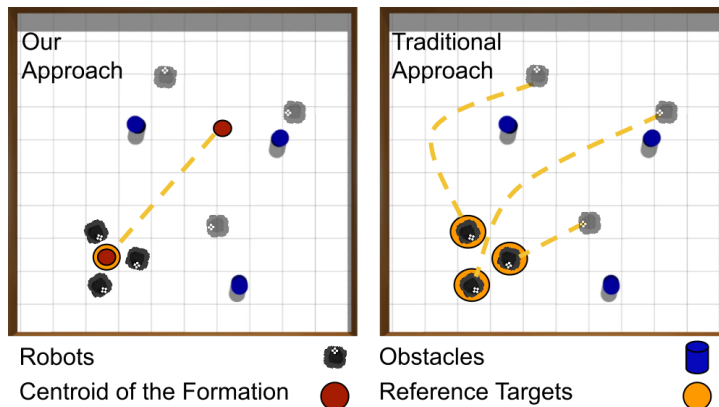 Our
Approach
Traditional
Approach
Robots
Obstacles
Centroid of the Formation
Reference Targets